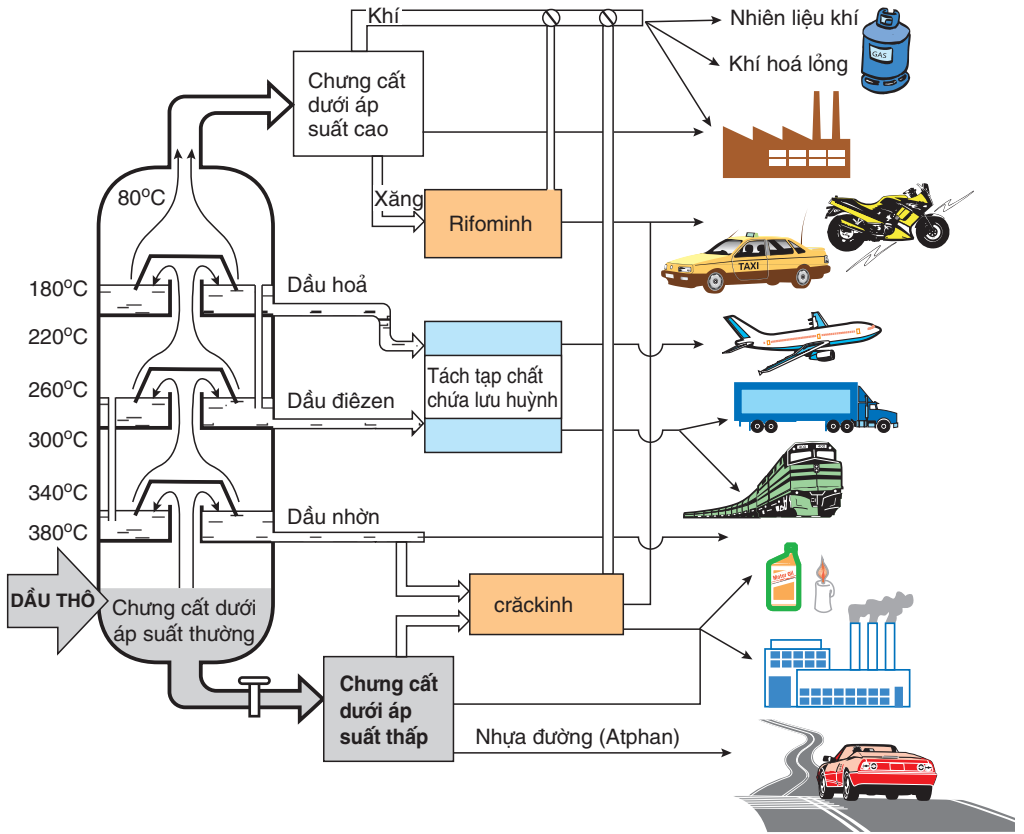 Khí
Nhiên liệu khí
GAS
Khí hoá lỏng
Chưng cất
dưới áp
suất cao
80°C
Xăng
Rifominh
TAXI
180°C
Dầu hoả
220°C
260°C
Tách tạp chất
chứa lưu huỳnh
Dầu điêzen
300°C
340°C
Dầu nhờn
380°C
DẦU THÔ
Chưng cất dưới
áp suất thường
crăckinh
Motor Oil
Chưng cất
dưới áp
suất thấp
Nhựa đường (Atphan)